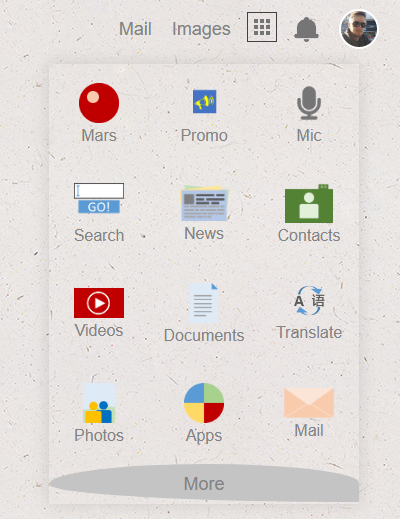 Mail Images
Mars Promo Mic
GO!
Search News Contacts
A 语
Videos Documents Translate
Photos Apps Mail
More